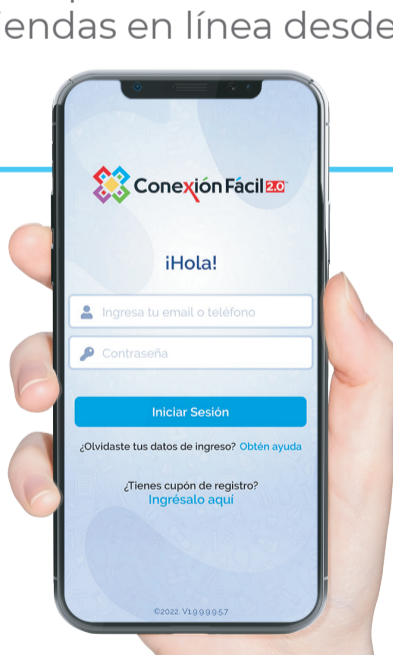 endas en línea desde
Conexión Fácil 2.0
¡Hola!
Ingresa tu email o teléfono
Contraseña
Iniciar Sesión
¿Olvidaste tus datos de ingreso? Obtén ayuda
¿Tienes cupón de registro?
Ingrésalo aquí
©2022. V1.9.9.9.5.7